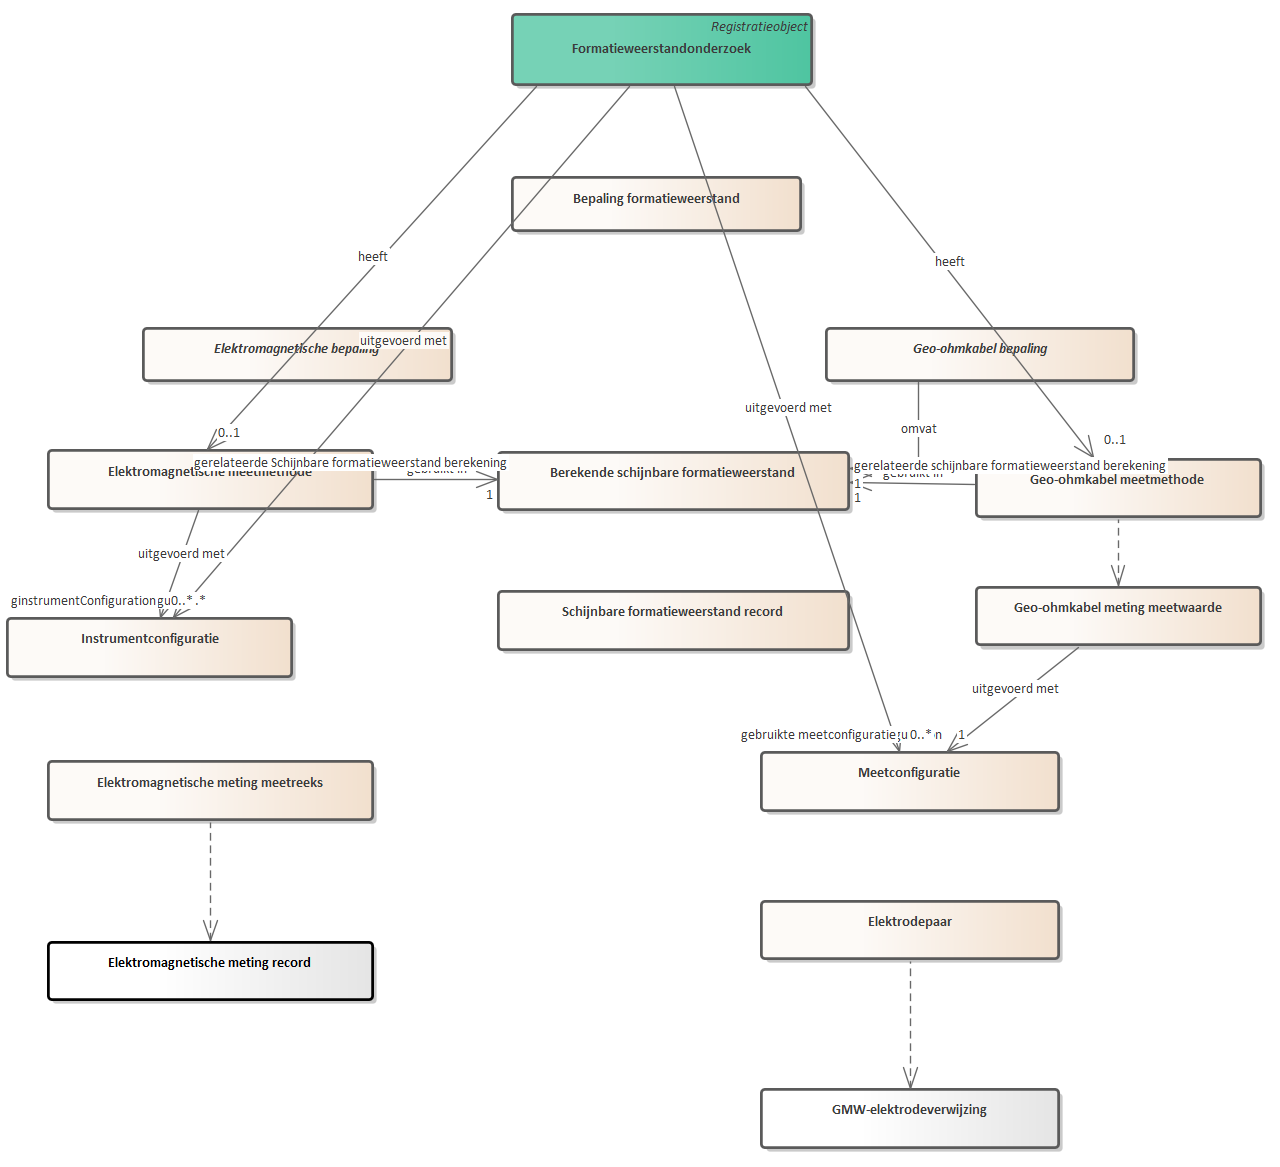 Registratieobject
Formatieweerstandonderzoek
Bepaling formatieweerstand
heeft
heeft
Elektromagnetische bepaling
uitgevoerd met
Geo-ohmkabel bepaling
uitgevoerd met
omvat
0..1
0..1
Elektromagnetische meetmethode
gerelateerde Schijnbare formatieweerstand berekening
gebruikt in
1
Berekende schijnbare formatieweerstand
gerelateerde schijnbare formatieweerstand berekening
gebruikt in
1
1
Geo-ohmkabel meetmethode
uitgevoerd met
ginstrumentConfiguration
0..*
.*
Instrumentconfiguratie
Schijnbare formatieweerstand record
Geo-ohmkabel meting meetwaarde
uitgevoerd met
gebruikte meetconfiguratie
0..*
1
Meetconfiguratie
Elektromagnetische meting meetreeks
Elektrodepaar
Elektromagnetische meting record
GMW-elektrodeverwijzing